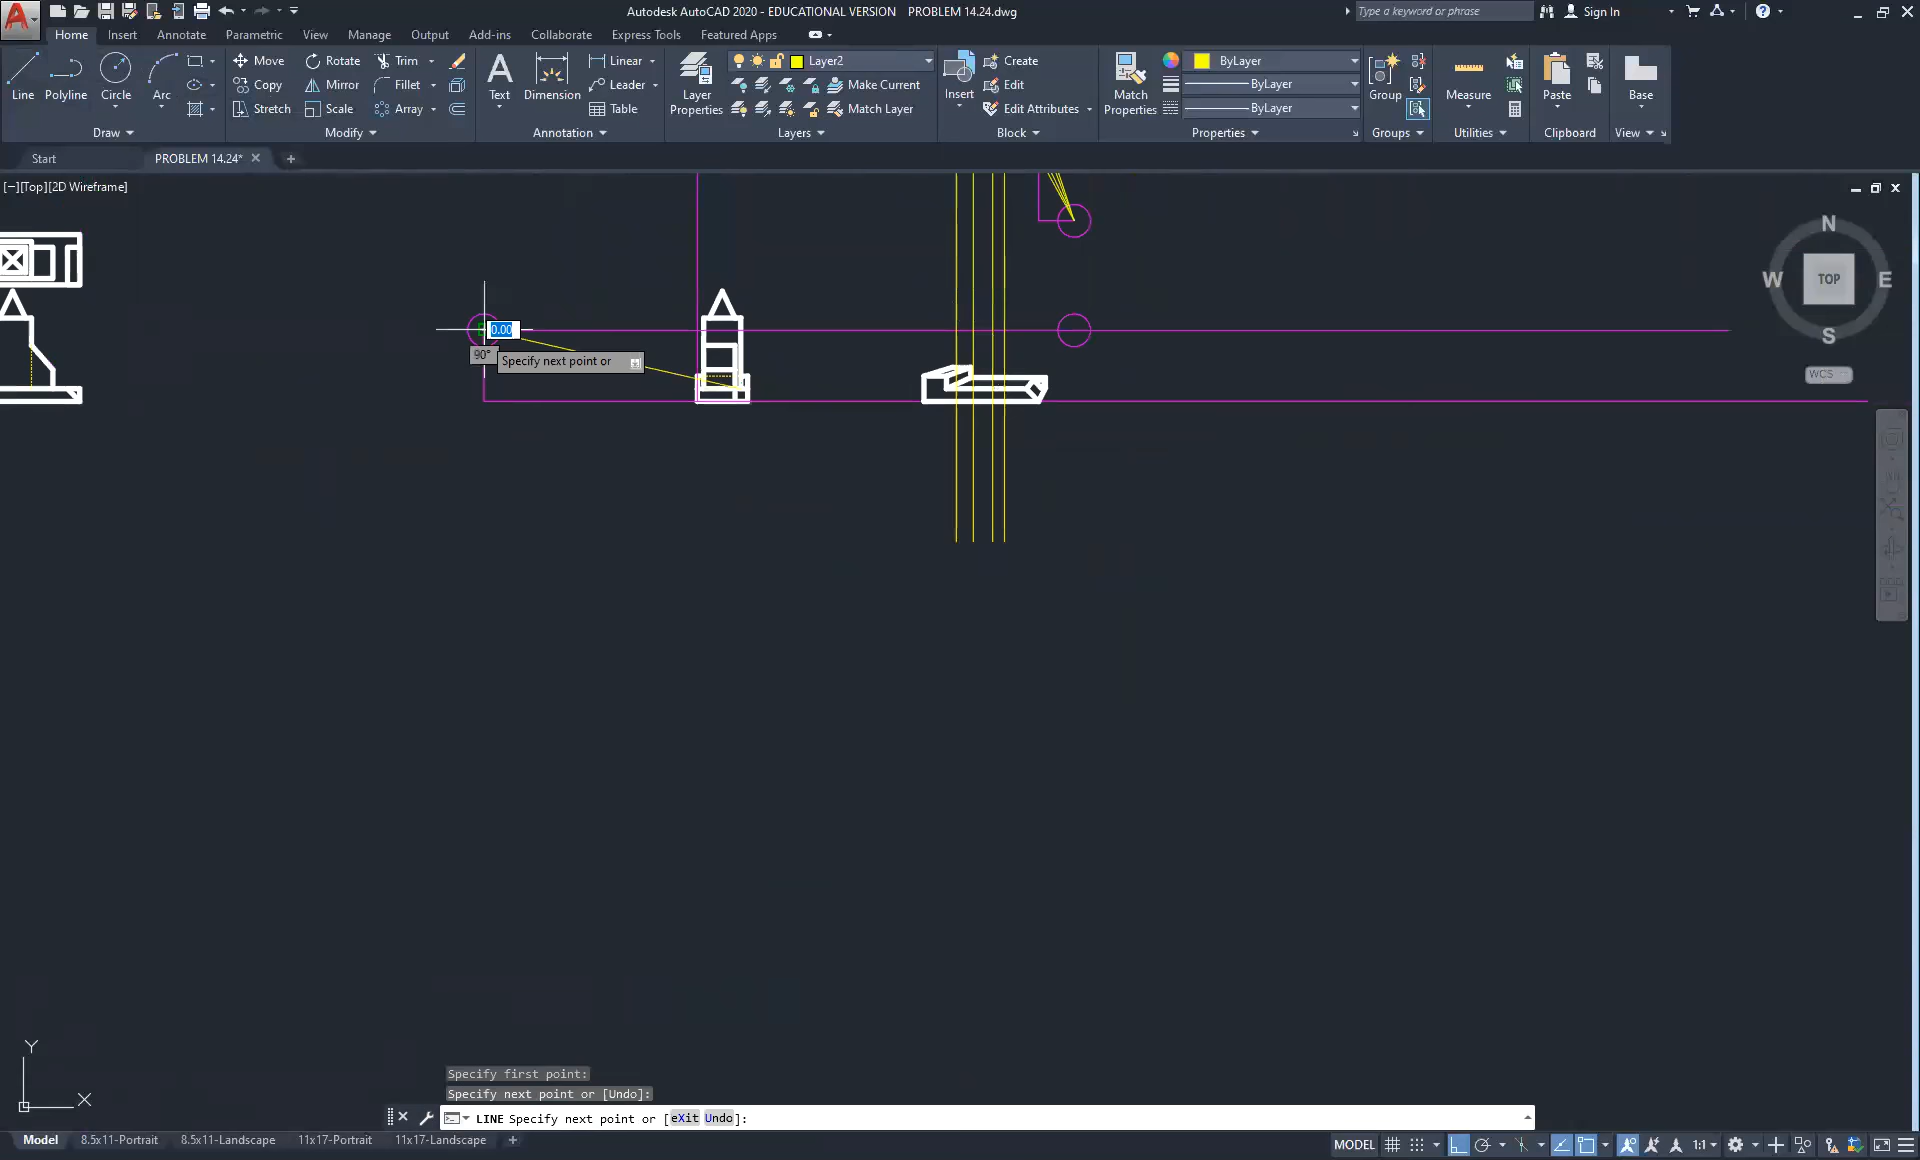 Autodesk AutoCAD 2020 - EDUCATIONAL VERSION PROBLEM 14.24.dwg
Type a keyword or phrase
Sign In
Home Insert Annotate Parametric View Manage Output Add-ins Collaborate Express Tools Featured Apps
Line
Polyline
Circle
Arc
Draw
Move Rotate Trim
Copy Mirror Fillet
Stretch Scale Array
Modify
Text
Dimension
Linear
Leader
Table
Annotation
Layer
Properties
Layer2
Make Current
Match Layer
Layers
Insert
Create
Edit
Edit Attributes
Block
Match
Properties
ByLayer
ByLayer
ByLayer
Properties
Group
Groups
Measure
Utilities
Paste
Clipboard
Base
View
Start
PROBLEM 14.24*
[−][Top][2D Wireframe]
N
W TOP E
S
WCS
0.00
90°
Specify next point or
Y
X
Specify first point:
Specify next point or [Undo]:
LINE Specify next point or [eXit Undo]:
Model 8.5x11-Portrait 8.5x11-Landscape 11x17-Portrait 11x17-Landscape
MODEL
1:1